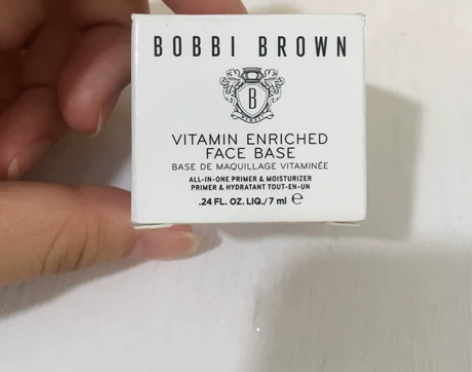 BOBBI BROWN
B
VITAMIN ENRICHED
FACE BASE
BASE DE MAQUILLAGE VITAMINÉE
ALL-IN-ONE PRIMER & MOISTURIZER
PRIMER & HYDRATANT TOUT-EN-UN
.24 FL. OZ. LIQ./7 ml ℮